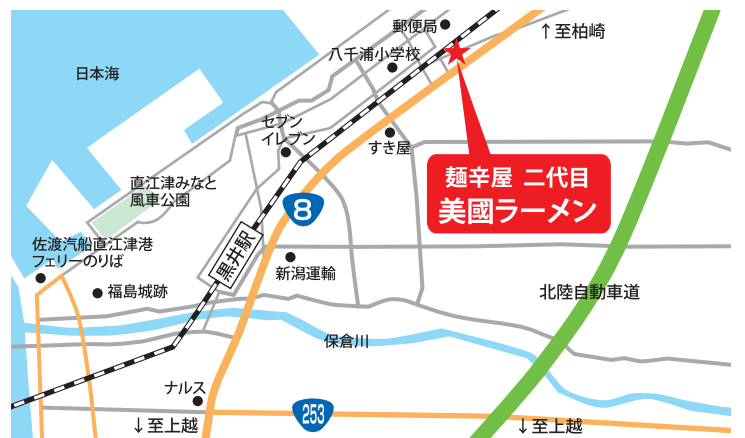 郵便局
↑至柏崎
八千浦小学校
日本海
セブン
イレブン
すき屋
麺辛屋 二代目
美國ラーメン
直江津みなと
風車公園
8
佐渡汽船直江津港
フェリーのりば
黒井駅
新潟運輸
福島城跡
北陸自動車道
保倉川
ナルス
253
↓至上越
↓至上越